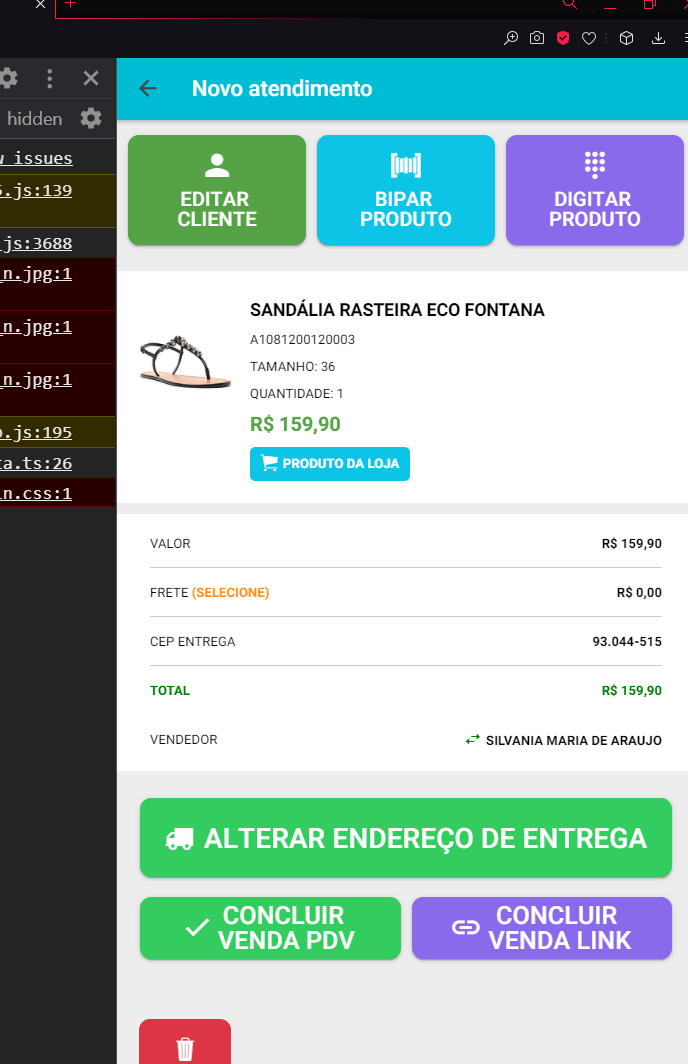 Novo atendimento
hidden
issues
.js:139
js:3688
_n.jpg:1
_n.jpg:1
_n.jpg:1
.js:195
ta.ts:26
n.css:1
EDITAR
CLIENTE
BIPAR
PRODUTO
DIGITAR
PRODUTO
SANDÁLIA RASTEIRA ECO FONTANA
A1081200120003
TAMANHO: 36
QUANTIDADE: 1
R$ 159,90
PRODUTO DA LOJA
VALOR R$ 159,90
FRETE (SELECIONE) R$ 0,00
CEP ENTREGA 93.044-515
TOTAL R$ 159,90
VENDEDOR SILVANIA MARIA DE ARAUJO
ALTERAR ENDEREÇO DE ENTREGA
CONCLUIR
VENDA PDV
CONCLUIR
VENDA LINK